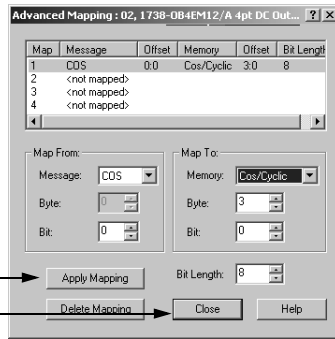 Advanced Mapping : 02, 1738-OB4EM12/A 4pt DC Out...
Map Message Offset Memory Offset Bit Length
1 COS 0:0 Cos/Cyclic 3:0 8
2 <not mapped>
3 <not mapped>
4 <not mapped>
Map From:
Message: COS
Byte: 0
Bit: 0
Map To:
Memory: Cos/Cyclic
Byte: 3
Bit: 0
Apply Mapping
Bit Length: 8
Delete Mapping
Close
Help